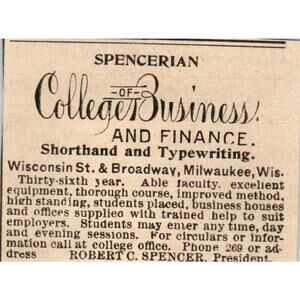 SPENCERIAN
College OF Business
AND FINANCE.
Shorthand and Typewriting.
Wisconsin St. & Broadway, Milwaukee, Wis.
Thirty-sixth year. Able faculty, excellent
equipment, thorough course, improved method,
high standing, students placed, business houses
and offices supplied with trained help to suit
employers. Students may enter any time, day
and evening sessions. For circulars or infor-
mation call at college office. Phone 269 or ad-
dress ROBERT C. SPENCER, President.